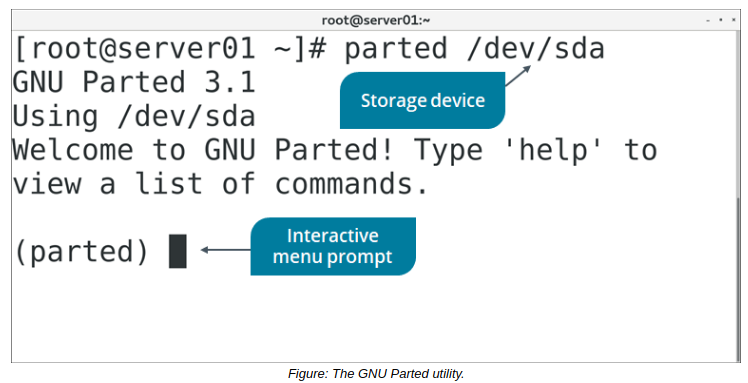 root@server01:~
[root@server01 ~]# parted /dev/sda
GNU Parted 3.1
Storage device
Using /dev/sda
Welcome to GNU Parted! Type 'help' to
view a list of commands.
Interactive
menu prompt
(parted)
Figure: The GNU Parted utility.